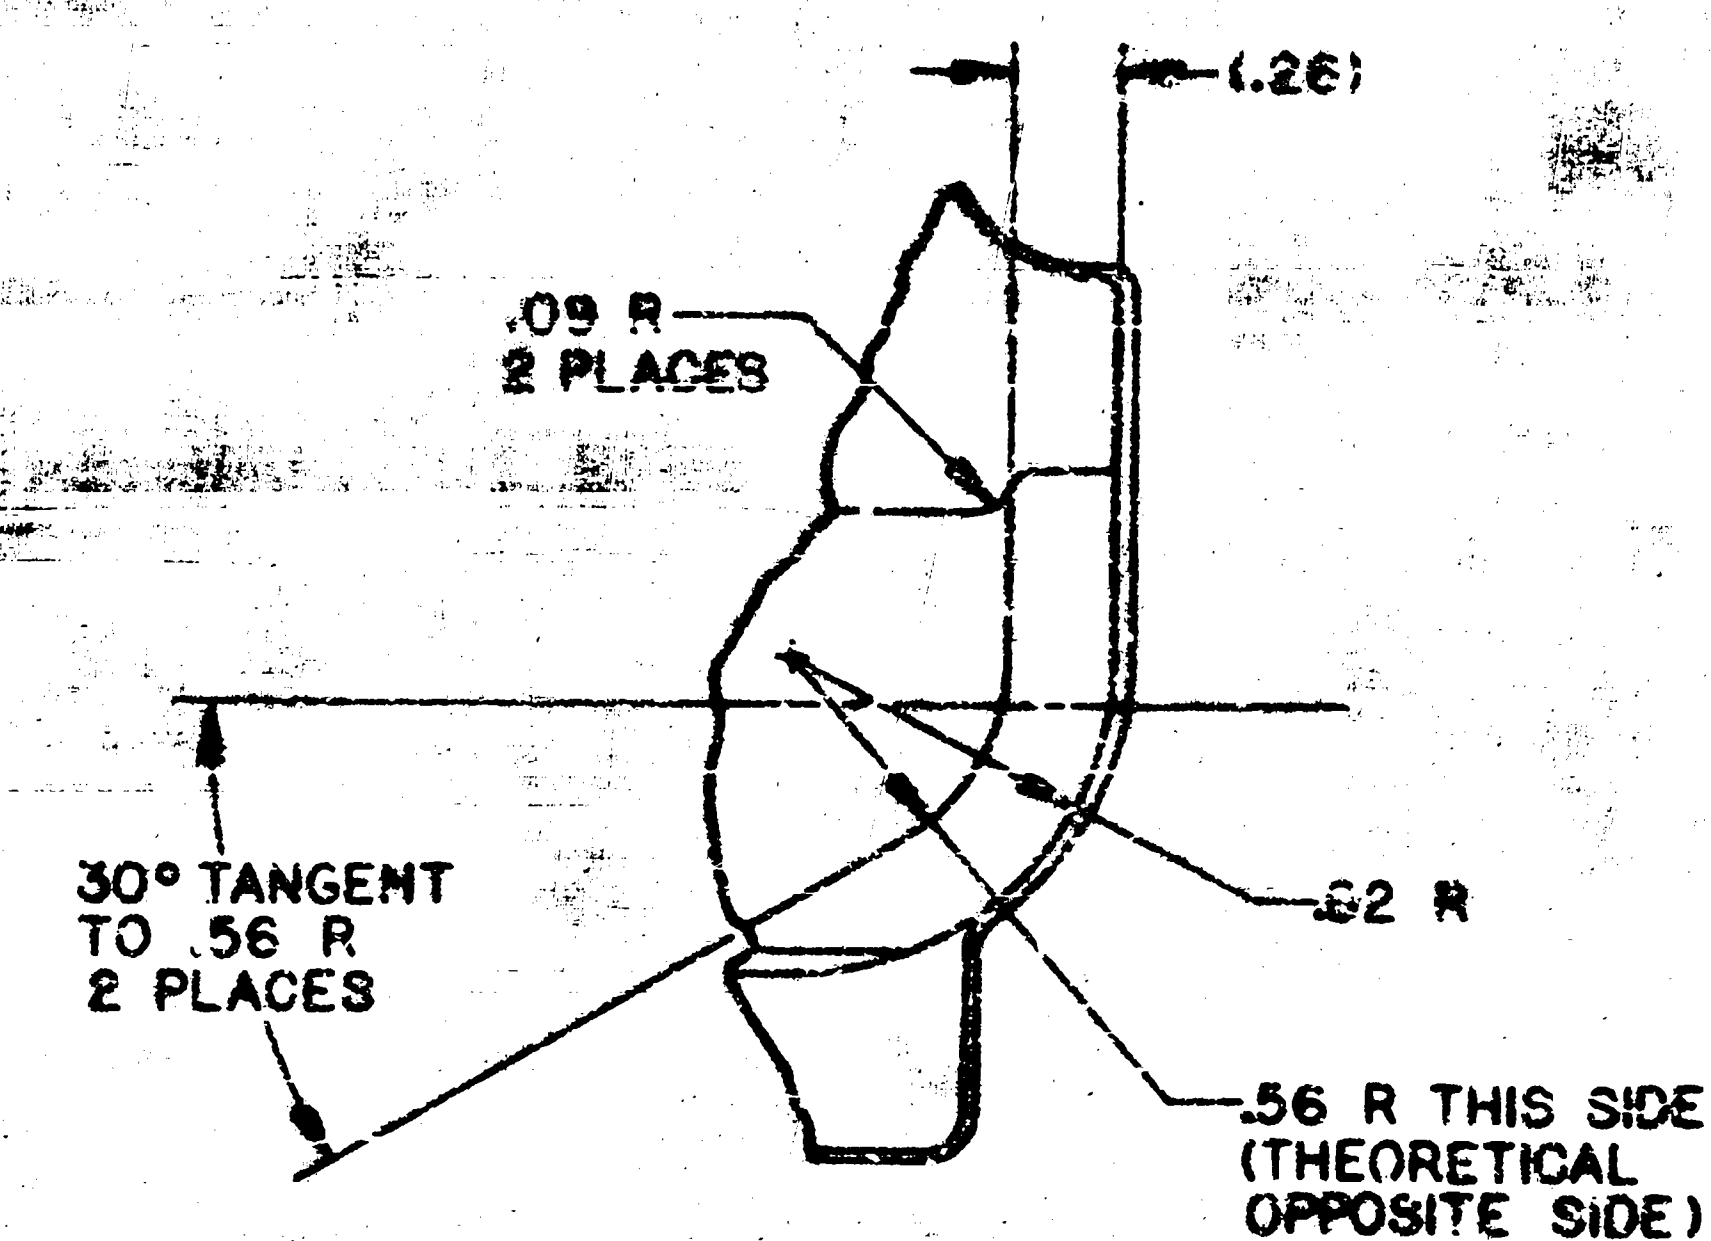 (.26)
.09 R
2 PLACES
30° TANGENT
TO .56 R
2 PLACES
.62 R
.56 R THIS SIDE
(THEORETICAL
OPPOSITE SIDE)